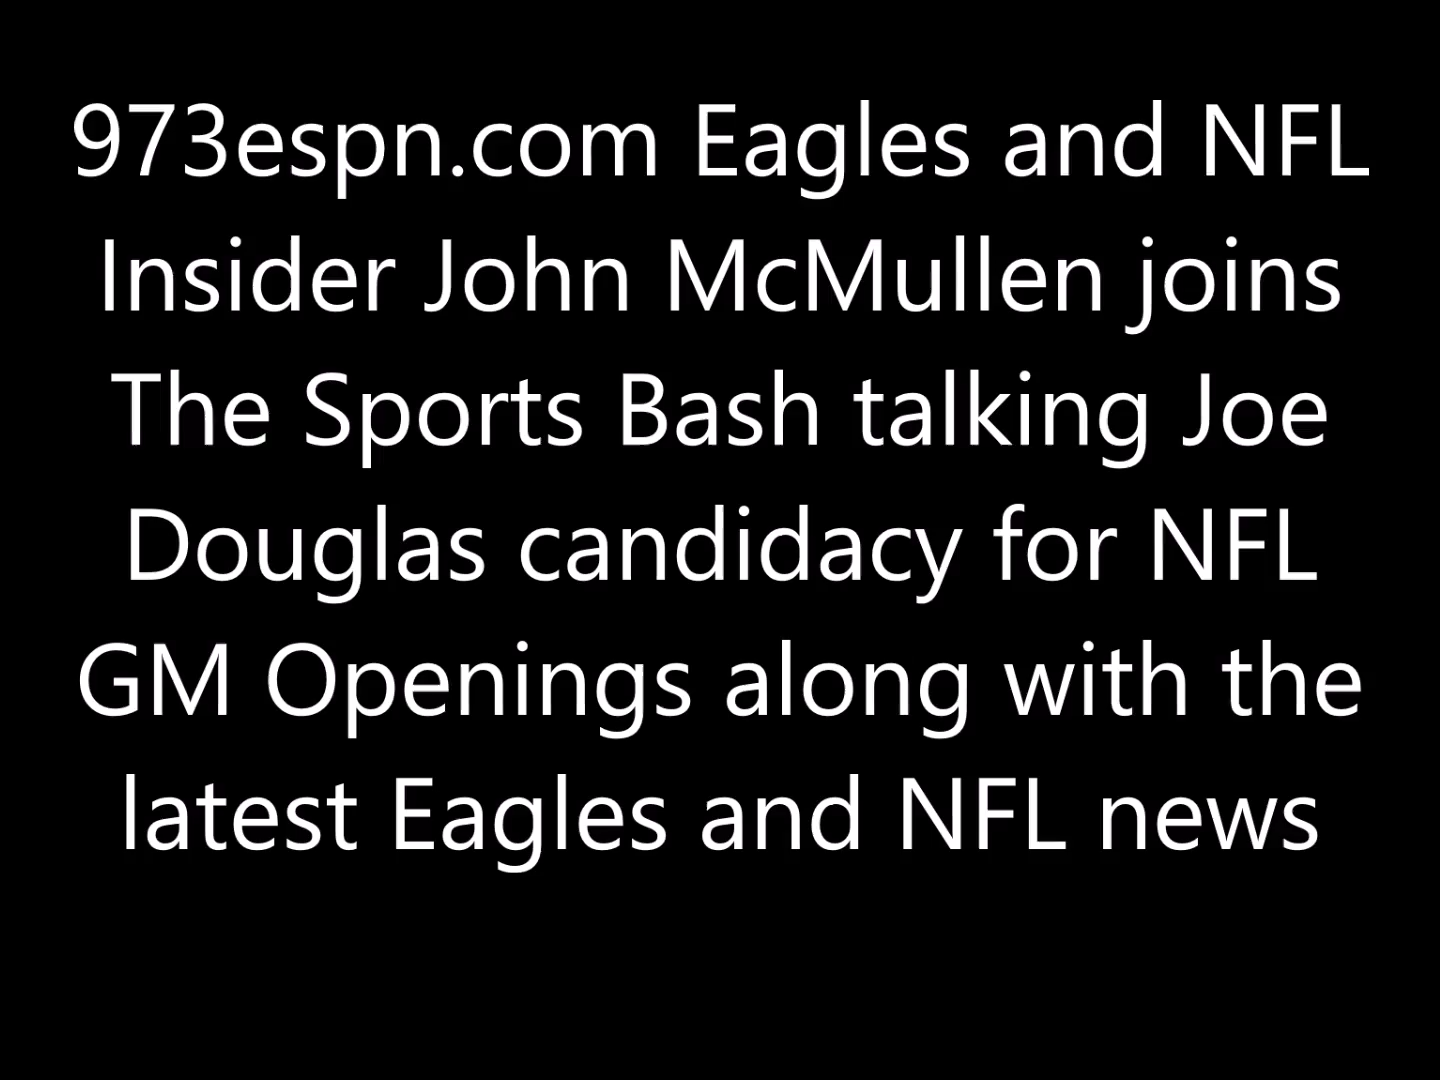 973espn.com Eagles and NFL
Insider John McMullen joins
The Sports Bash talking Joe
Douglas candidacy for NFL
GM Openings along with the
latest Eagles and NFL news